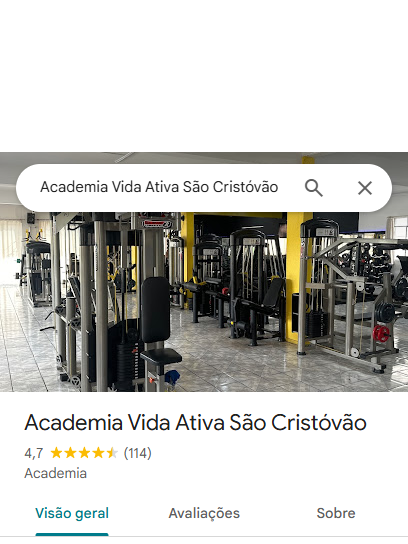 Academia Vida Ativa São Cristóvão
Academia Vida Ativa São Cristóvão
4,7 (114)
Academia
Visão geral Avaliações Sobre